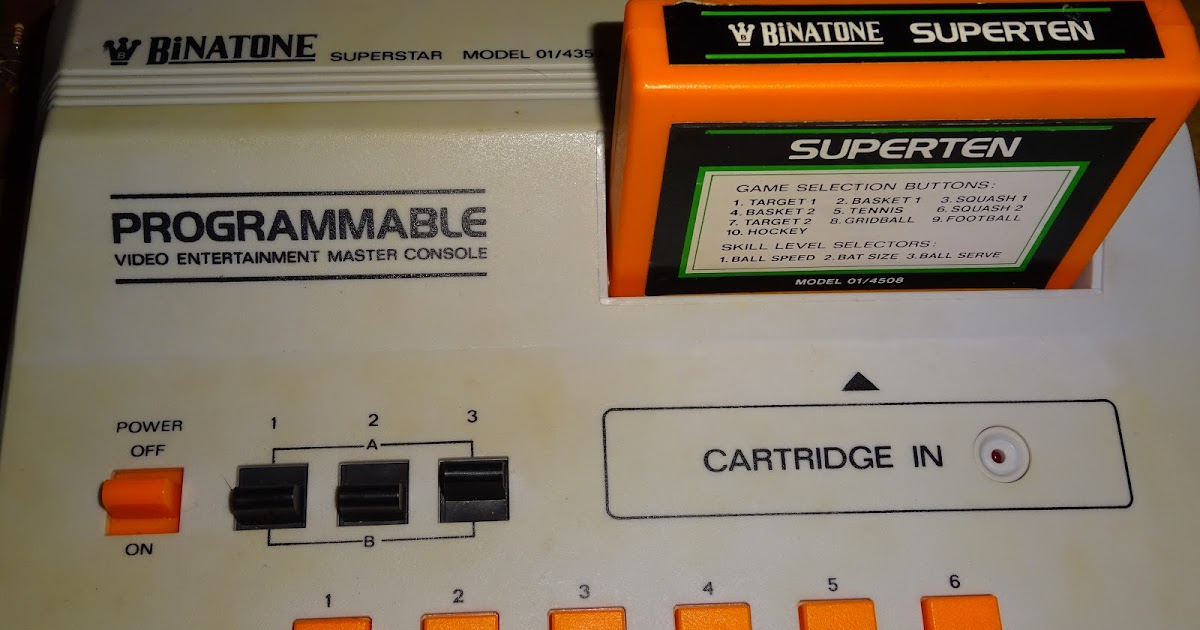 BiNATONE SUPERSTAR MODEL 01/435
BiNATONE SUPERTEN
SUPERTEN
GAME SELECTION BUTTONS:
1. TARGET 1 2. BASKET 1 3. SQUASH 1
4. BASKET 2 5. TENNIS 6. SQUASH 2
7. TARGET 2 8. GRIDBALL 9. FOOTBALL
10. HOCKEY
SKILL LEVEL SELECTORS:
1. BALL SPEED 2. BAT SIZE 3. BALL SERVE
MODEL 01/4508
PROGRAMMABLE
VIDEO ENTERTAINMENT MASTER CONSOLE
POWER
OFF
ON
1 2 3
A
B
CARTRIDGE IN
1 2 3 4 5 6